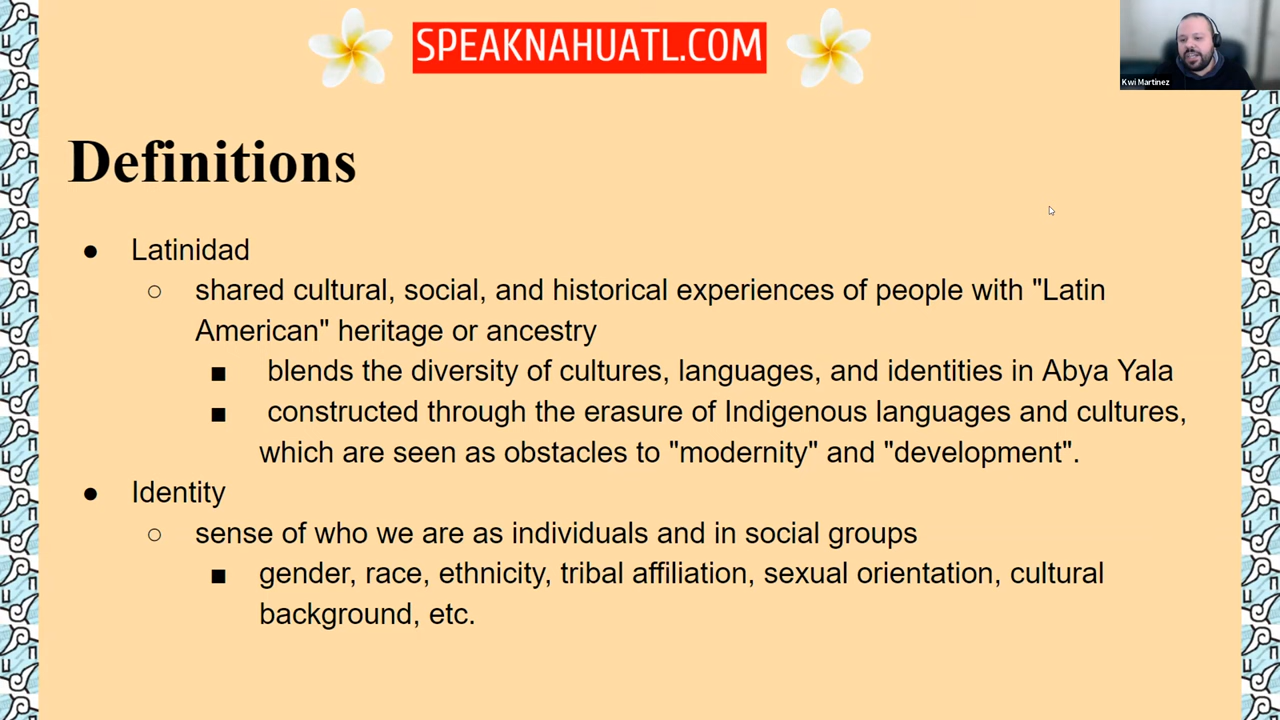 SPEAKNAHUATL.COM
Kwi Martinez
Definitions
● Latinidad
○ shared cultural, social, and historical experiences of people with "Latin
American" heritage or ancestry
■ blends the diversity of cultures, languages, and identities in Abya Yala
■ constructed through the erasure of Indigenous languages and cultures,
which are seen as obstacles to "modernity" and "development".
● Identity
○ sense of who we are as individuals and in social groups
■ gender, race, ethnicity, tribal affiliation, sexual orientation, cultural
background, etc.